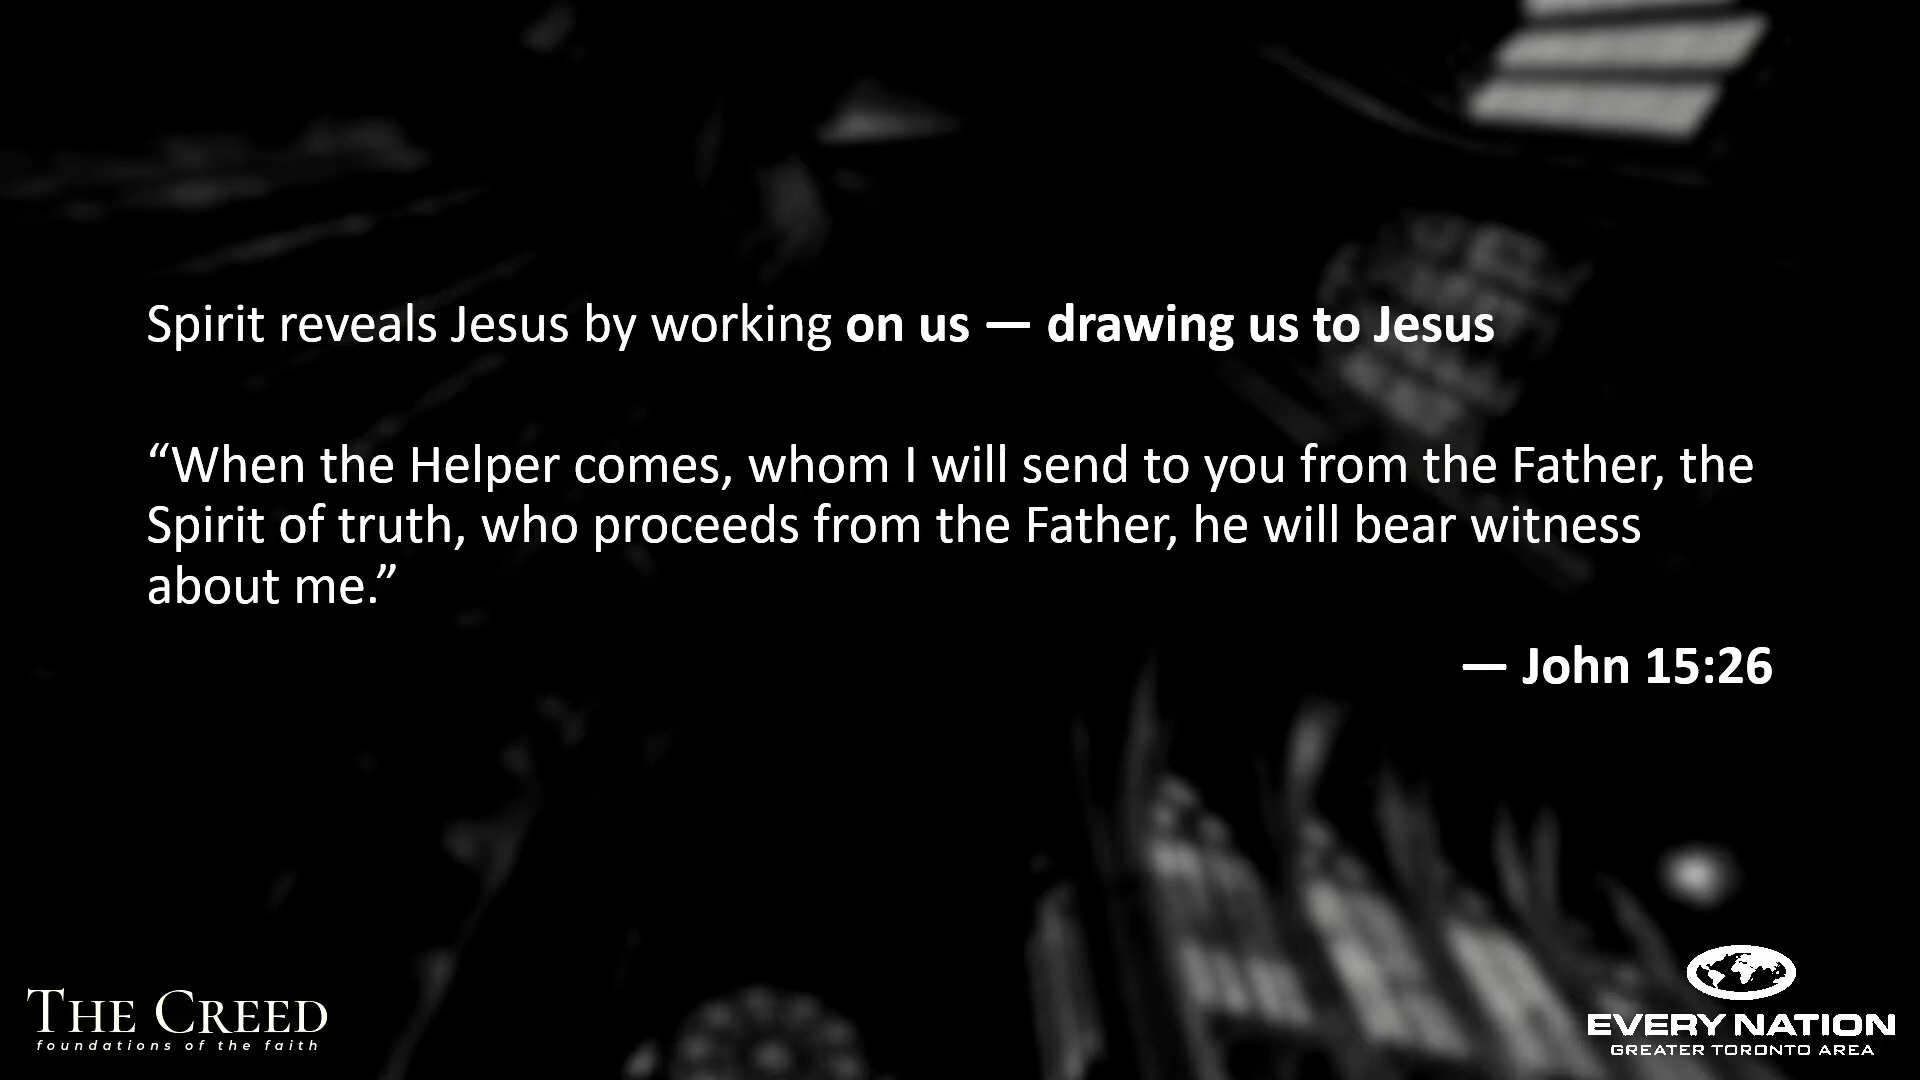 Spirit reveals Jesus by working on us — drawing us to Jesus
“When the Helper comes, whom I will send to you from the Father, the
Spirit of truth, who proceeds from the Father, he will bear witness
about me.”
— John 15:26
THE CREED
foundations of the faith
EVERY NATION
GREATER TORONTO AREA